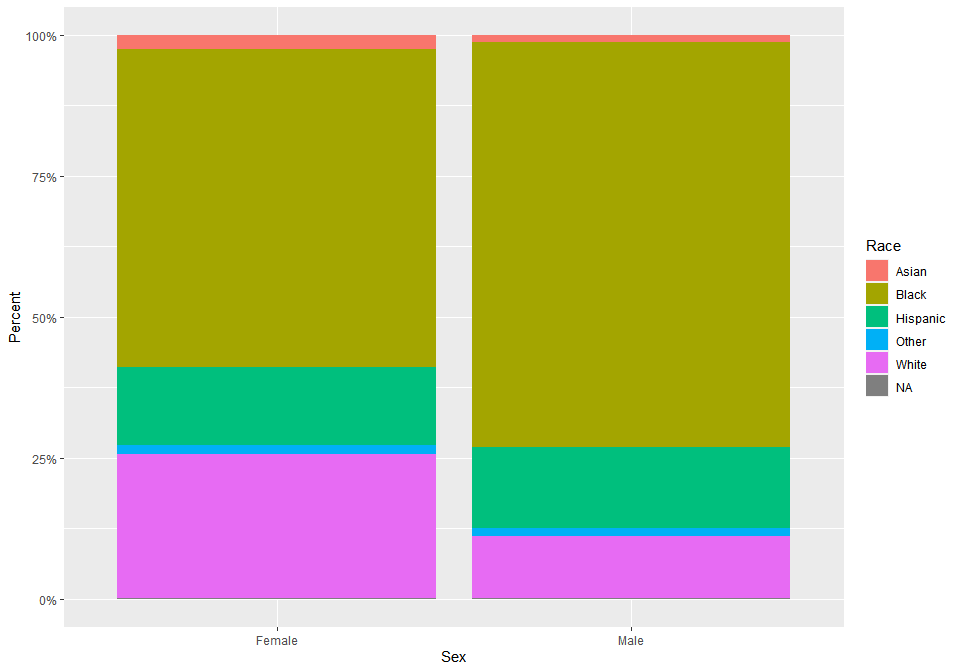 100%
75%
50%
25%
0%
Percent
Female
Male
Sex
Race
Asian
Black
Hispanic
Other
White
NA